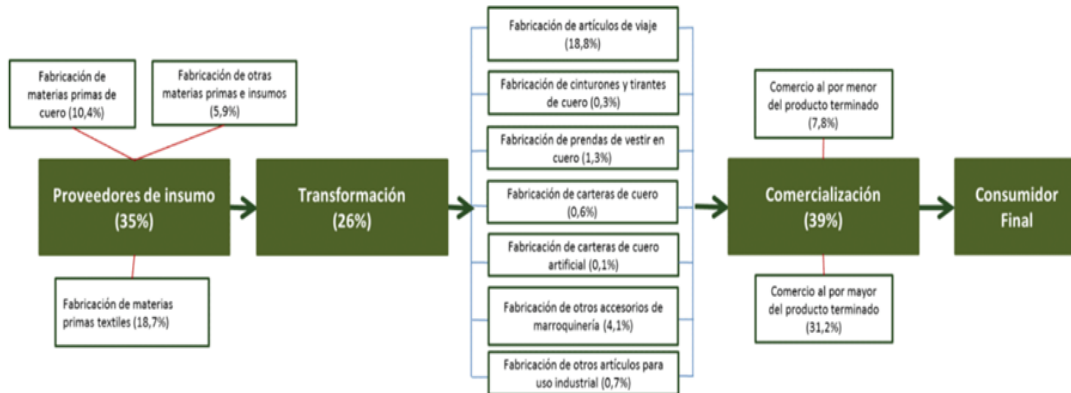 Fabricación de
materias primas de
cuero (10,4%)
Fabricación de otras
materias primas e insumos
(5,9%)
Proveedores de insumo
(35%)
Fabricación de materias
primas textiles (18,7%)
Transformación
(26%)
Fabricación de artículos de viaje
(18,8%)
Fabricación de cinturones y tirantes
de cuero (0,3%)
Fabricación de prendas de vestir en
cuero (1,3%)
Fabricación de carteras de cuero
(0,6%)
Fabricación de carteras de cuero
artificial (0,1%)
Fabricación de otros accesorios de
marroquinería (4,1%)
Fabricación de otros artículos para
uso industrial (0,7%)
Comercio al por menor
del producto terminado
(7,8%)
Comercialización
(39%)
Comercio al por mayor
del producto terminado
(31,2%)
Consumidor
Final